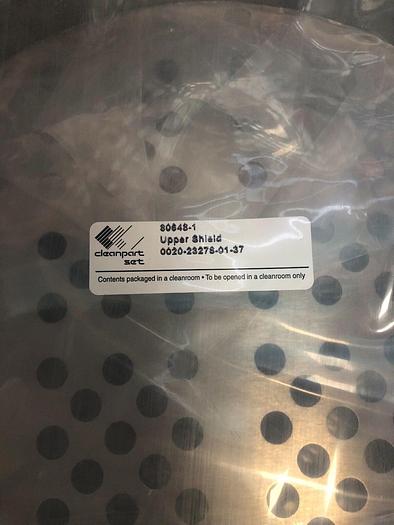 80648-1
Upper Shield
0020-23278-01-37
cleanpart
set
Contents packaged in a cleanroom • To be opened in a cleanroom only